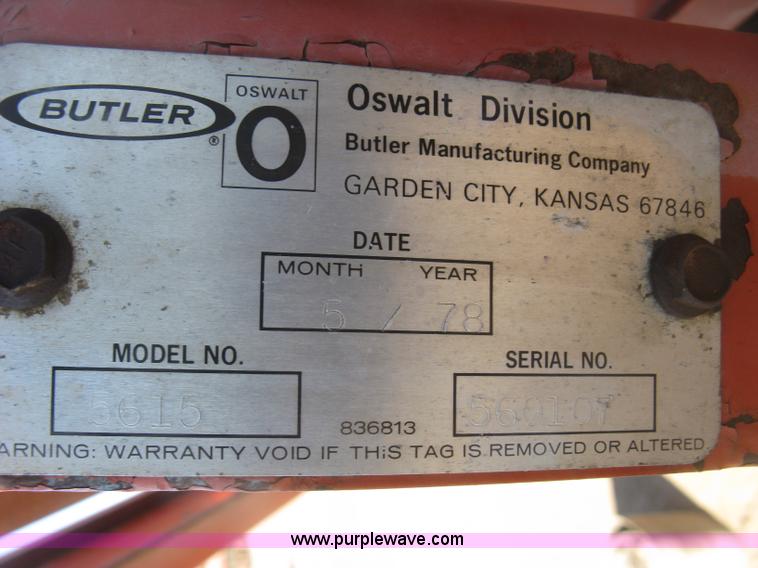 BUTLER ®
OSWALT
O
Oswalt Division
Butler Manufacturing Company
GARDEN CITY, KANSAS 67846
DATE
MONTH YEAR
5 / 78
MODEL NO. SERIAL NO.
5615 560107
836813
ARNING: WARRANTY VOID IF THiS TAG IS REMOVED OR ALTERED
www.purplewave.com